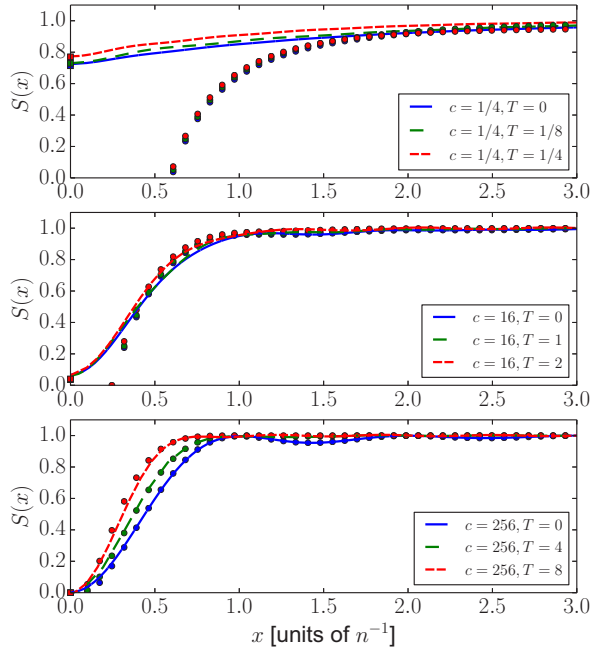 1.0
0.8
0.6
0.4
0.2
0.0
S(x)
c = 1/4, T = 0
c = 1/4, T = 1/8
c = 1/4, T = 1/4
0.0 0.5 1.0 1.5 2.0 2.5 3.0
1.0
0.8
0.6
0.4
0.2
0.0
S(x)
c = 16, T = 0
c = 16, T = 1
c = 16, T = 2
0.0 0.5 1.0 1.5 2.0 2.5 3.0
1.0
0.8
0.6
0.4
0.2
0.0
S(x)
c = 256, T = 0
c = 256, T = 4
c = 256, T = 8
0.0 0.5 1.0 1.5 2.0 2.5 3.0
x [units of n⁻¹]